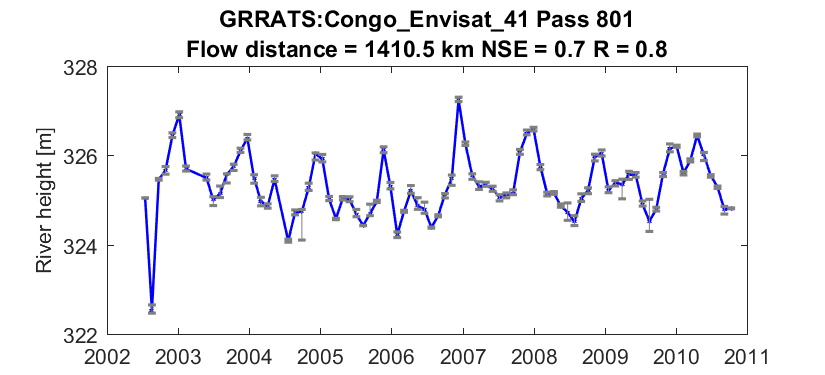 GRRATS:Congo_Envisat_41 Pass 801
Flow distance = 1410.5 km NSE = 0.7 R = 0.8
328
326
324
322
River height [m]
2002 2003 2004 2005 2006 2007 2008 2009 2010 2011